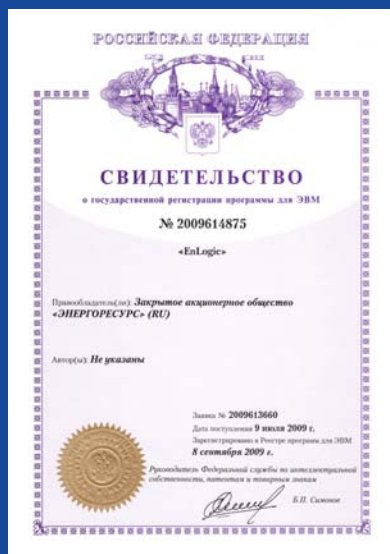 РОССИЙСКАЯ ФЕДЕРАЦИЯ
СВИДЕТЕЛЬСТВО
о государственной регистрации программы для ЭВМ
№ 2009614875
«EnLogic»
Правообладатель(ли): Закрытое акционерное общество
«ЭНЕРГОРЕСУРС» (RU)
Автор(ы): Не указаны
Заявка № 2009613660
Дата поступления 9 июля 2009 г.
Зарегистрировано в Реестре программ для ЭВМ
8 сентября 2009 г.
Руководитель Федеральной службы по интеллектуальной
собственности, патентам и товарным знакам
Б.П. Симонов